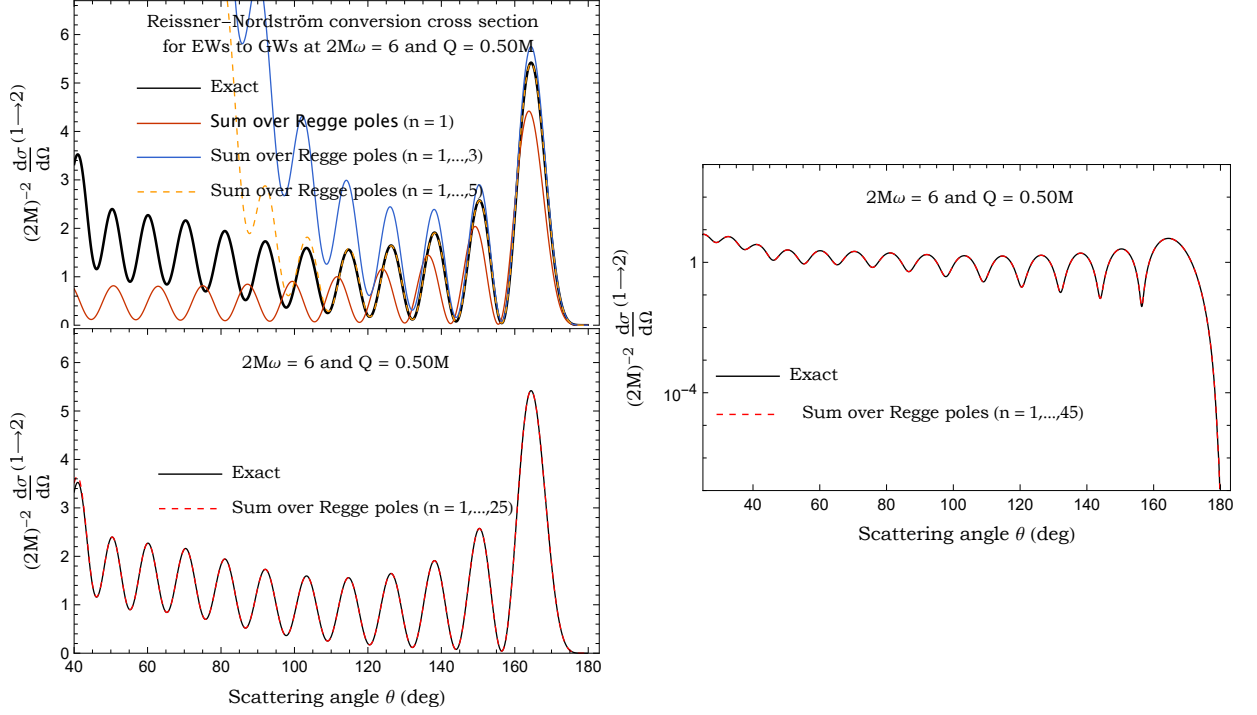 Reissner–Nordström conversion cross section
for EWs to GWs at 2Mω = 6 and Q = 0.50M
Exact
Sum over Regge poles (n = 1)
Sum over Regge poles (n = 1,...,3)
Sum over Regge poles (n = 1,...,5)
(2M)⁻² dσ/dΩ (1⟶2)
6
5
4
3
2
1
0
2Mω = 6 and Q = 0.50M
Exact
Sum over Regge poles (n = 1,...,25)
(2M)⁻² dσ/dΩ (1⟶2)
6
5
4
3
2
1
0
40 60 80 100 120 140 160 180
Scattering angle θ (deg)
2Mω = 6 and Q = 0.50M
Exact
Sum over Regge poles (n = 1,...,45)
(2M)⁻² dσ/dΩ (1⟶2)
1
10⁻⁴
40 60 80 100 120 140 160 180
Scattering angle θ (deg)